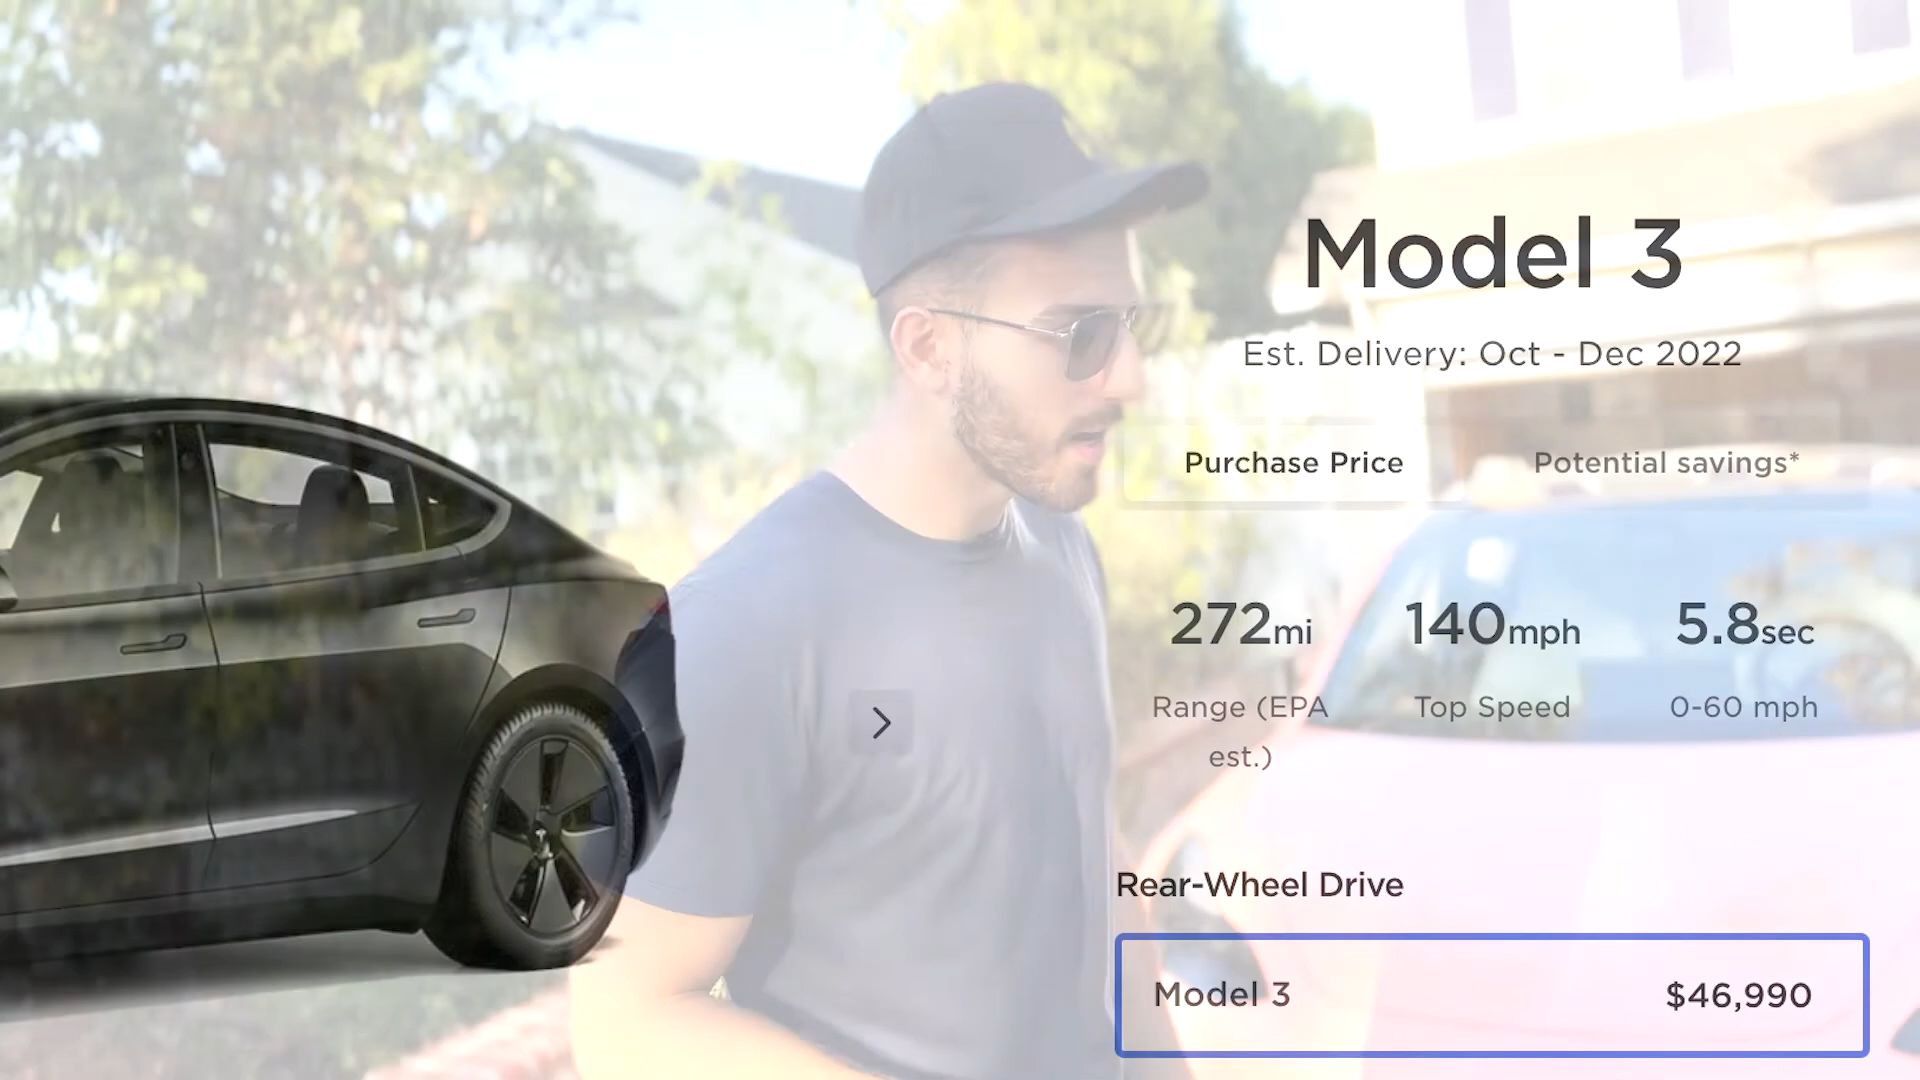 Model 3
Est. Delivery: Oct - Dec 2022
Purchase Price Potential savings*
272mi 140mph 5.8sec
Range (EPA est.) Top Speed 0-60 mph
Rear-Wheel Drive
Model 3 $46,990